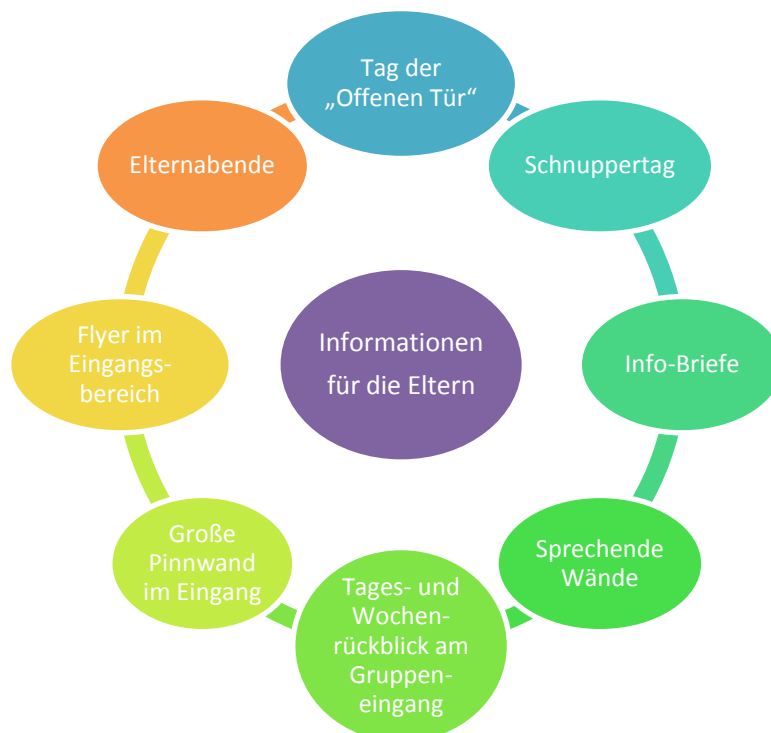 Tag der
„Offenen Tür“
Schnuppertag
Info-Briefe
Sprechende
Wände
Tages- und
Wochen-
rückblick am
Gruppen-
eingang
Große
Pinnwand
im Eingang
Flyer im
Eingangs-
bereich
Elternabende
Informationen
für die Eltern